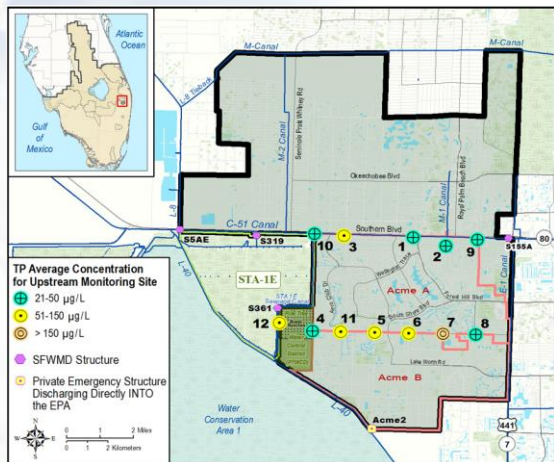 Atlantic
Ocean
Gulf
of
Mexico
M-Canal
M-Canal
L-8 Tieback
Seminole Pratt Whitney Rd
M-2 Canal
Okeechobee Blvd
M-1 Canal
Royal Palm Beach Blvd
L-8
C-51 Canal
Southern Blvd
80
S5AE
S319
S155A
10
3
1
2
9
STA-1E
Acme A
E-1 Canal
L-40
STA1E
S361
12
4
11
5
6
7
8
South Shore Blvd
Lake Worth Rd
Acme B
L-40
Acme2
441
7
Water
Conservation
Area 1
TP Average Concentration
for Upstream Monitoring Site
21-50 µg/L
51-150 µg/L
> 150 µg/L
SFWMD Structure
Private Emergency Structure
Discharging Directly INTO
the EPA
N
W
E
S
0 1 2 Miles
0 1 2 Kilometers